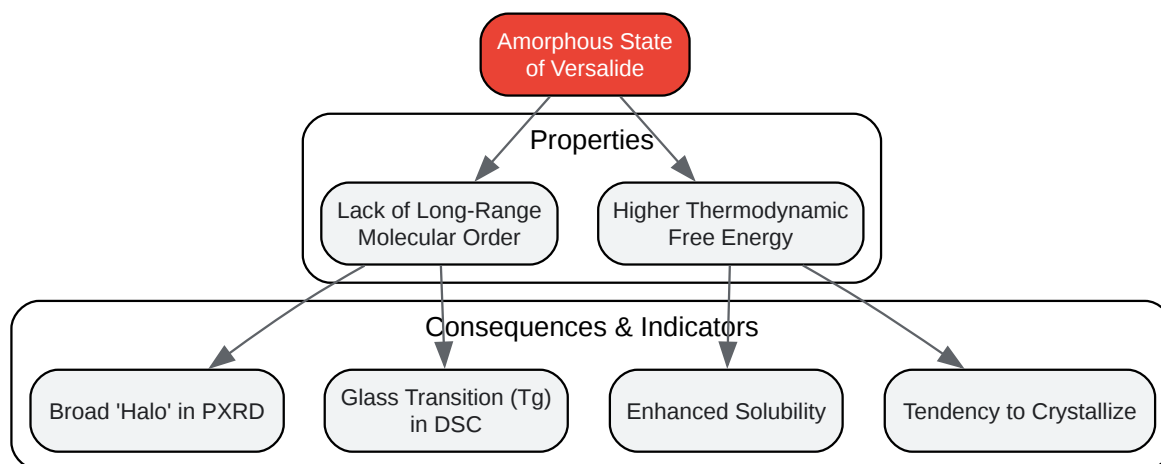 Amorphous State
of Versalide
Properties
Lack of Long-Range
Molecular Order
Higher Thermodynamic
Free Energy
Consequences & Indicators
Broad 'Halo' in PXRD
Glass Transition (Tg)
in DSC
Enhanced Solubility
Tendency to Crystallize